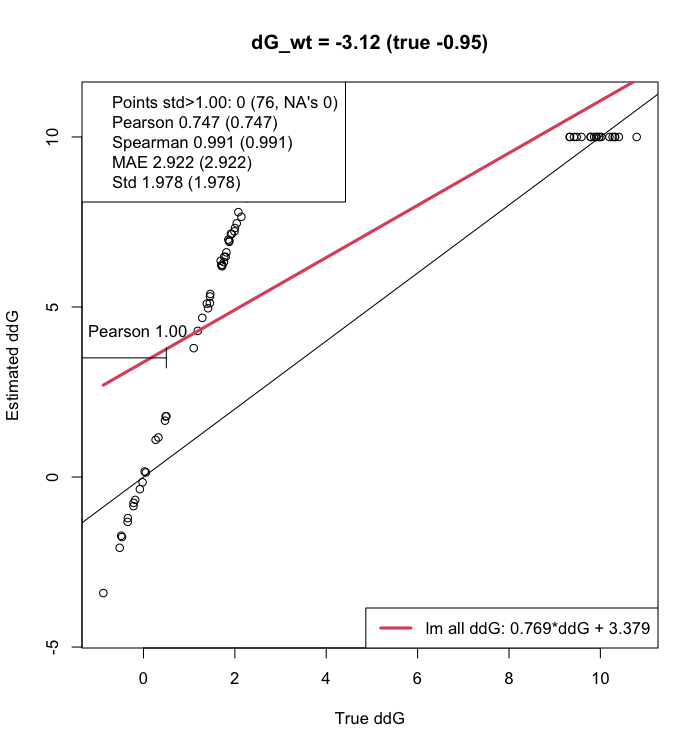 dG_wt = -3.12 (true -0.95)
Points std>1.00: 0 (76, NA's 0)
Pearson 0.747 (0.747)
Spearman 0.991 (0.991)
MAE 2.922 (2.922)
Std 1.978 (1.978)
10
5
0
-5
Estimated ddG
Pearson 1.00
lm all ddG: 0.769*ddG + 3.379
0 2 4 6 8 10
True ddG